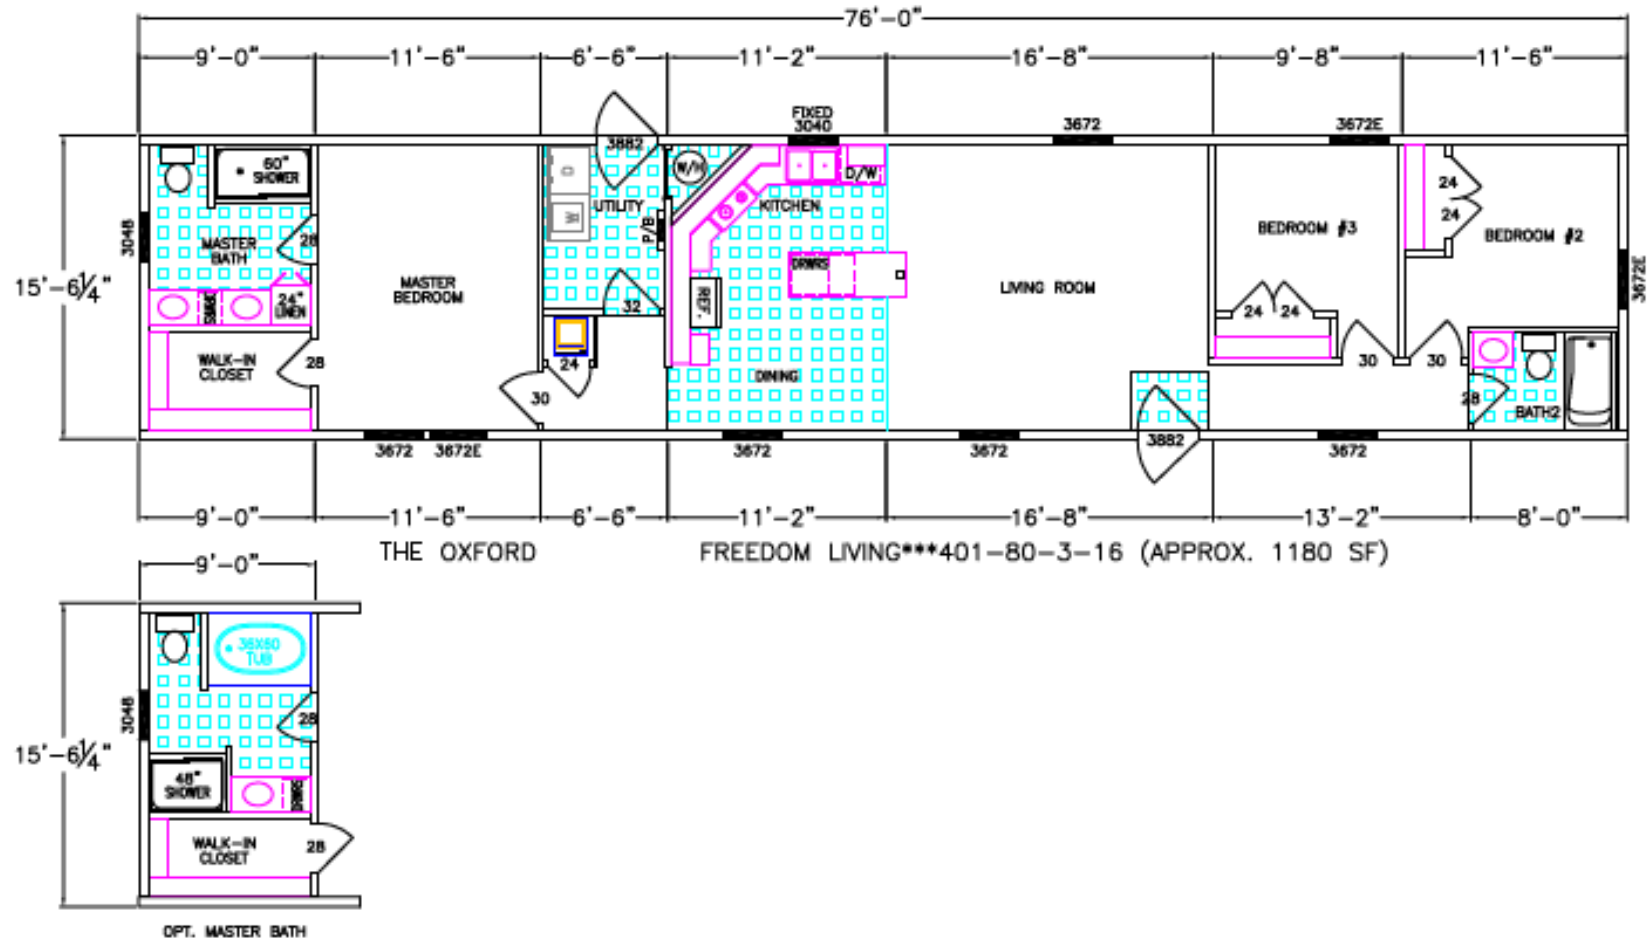 76'-0"
9'-0" 11'-6" 6'-6" 11'-2" 16'-8" 9'-8" 11'-6"
FIXED
3040
3672
3672E
3882
60"
SHOWER
D
W
UTILITY
W/H
P/B
D/W
KITCHEN
24
24
3048
28
MASTER
BATH
BEDROOM #3
BEDROOM #2
15'-6 1/4"
24"
LINEN
MASTER
BEDROOM
32
REF.
DRWRS
LIVING ROOM
24 24
3672E
WALK-IN
CLOSET
28
24
30
DINING
30
30
28
BATH2
3672 3672E
3672
3672
3882
3672
9'-0" 11'-6" 6'-6" 11'-2" 16'-8" 13'-2" 8'-0"
THE OXFORD
FREEDOM LIVING***401-80-3-16 (APPROX. 1180 SF)
9'-0"
36X60
TUB
3048
28
15'-6 1/4"
48"
SHOWER
DRWRS
WALK-IN
CLOSET
28
OPT. MASTER BATH